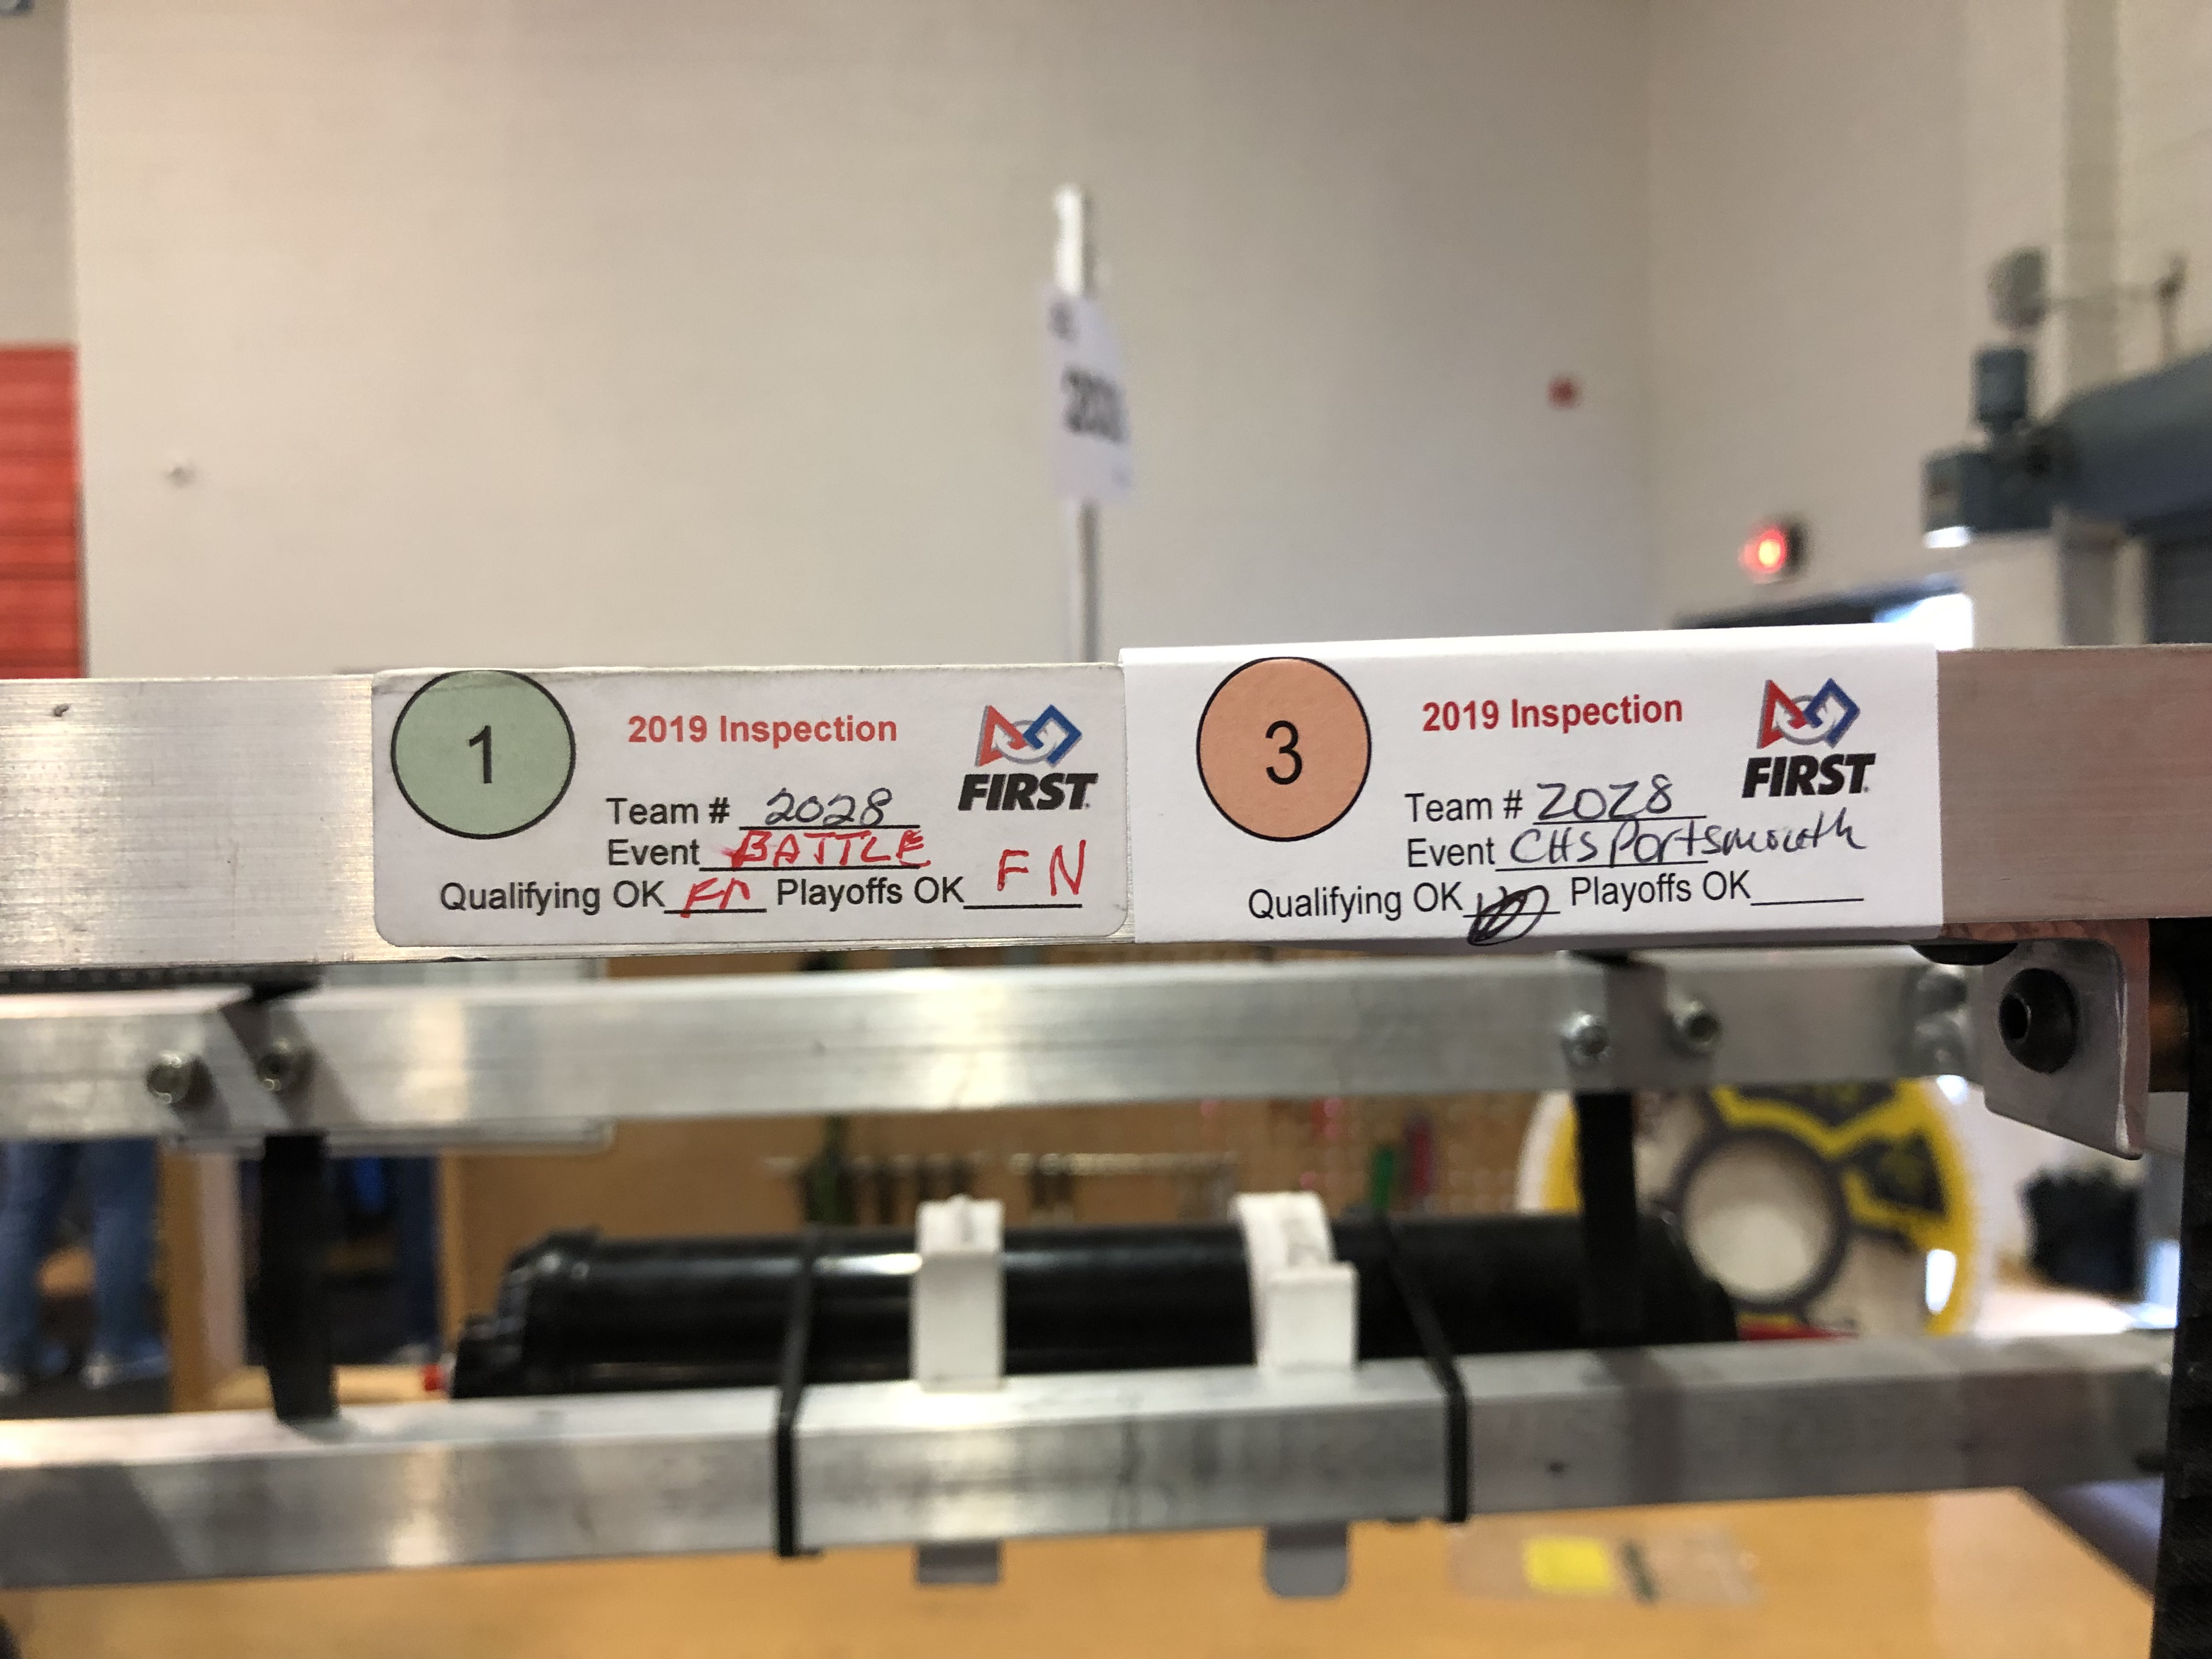 1
2019 Inspection
FIRST
Team # 2028
Event BATTLE
Qualifying OK FN Playoffs OK FN
3
2019 Inspection
FIRST
Team # 2028
Event CHS Portsmouth
Qualifying OK Playoffs OK